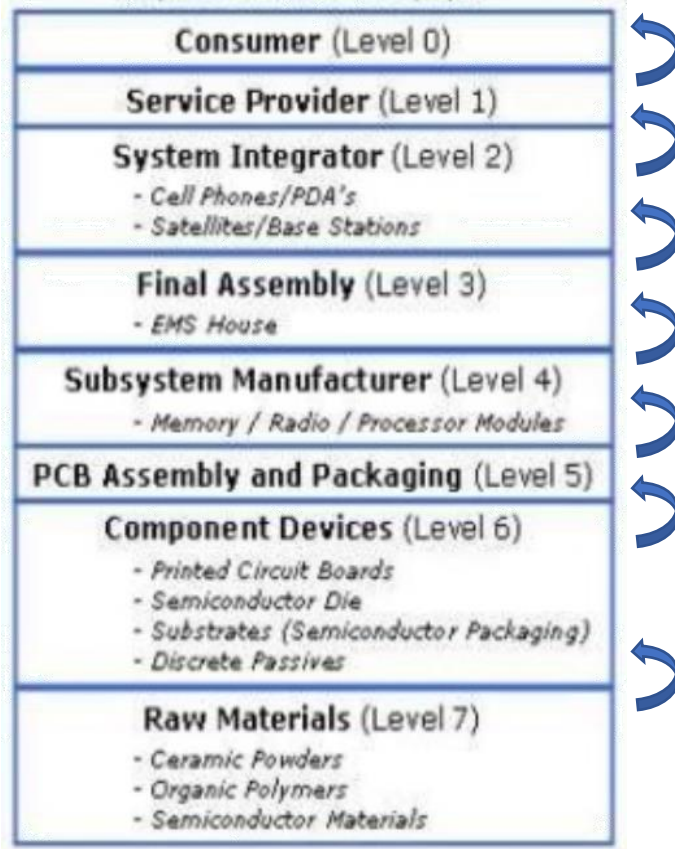 Consumer (Level 0)
Service Provider (Level 1)
System Integrator (Level 2)
- Cell Phones/PDA's
- Satellites/Base Stations
Final Assembly (Level 3)
- EMS House
Subsystem Manufacturer (Level 4)
- Memory / Radio / Processor Modules
PCB Assembly and Packaging (Level 5)
Component Devices (Level 6)
- Printed Circuit Boards
- Semiconductor Die
- Substrates (Semiconductor Packaging)
- Discrete Passives
Raw Materials (Level 7)
- Ceramic Powders
- Organic Polymers
- Semiconductor Materials